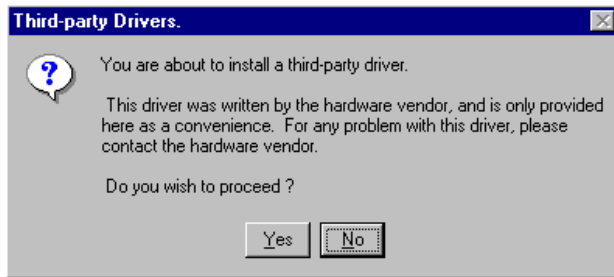 Third-party Drivers.
You are about to install a third-party driver.
This driver was written by the hardware vendor, and is only provided
here as a convenience. For any problem with this driver, please
contact the hardware vendor.
Do you wish to proceed ?
Yes No